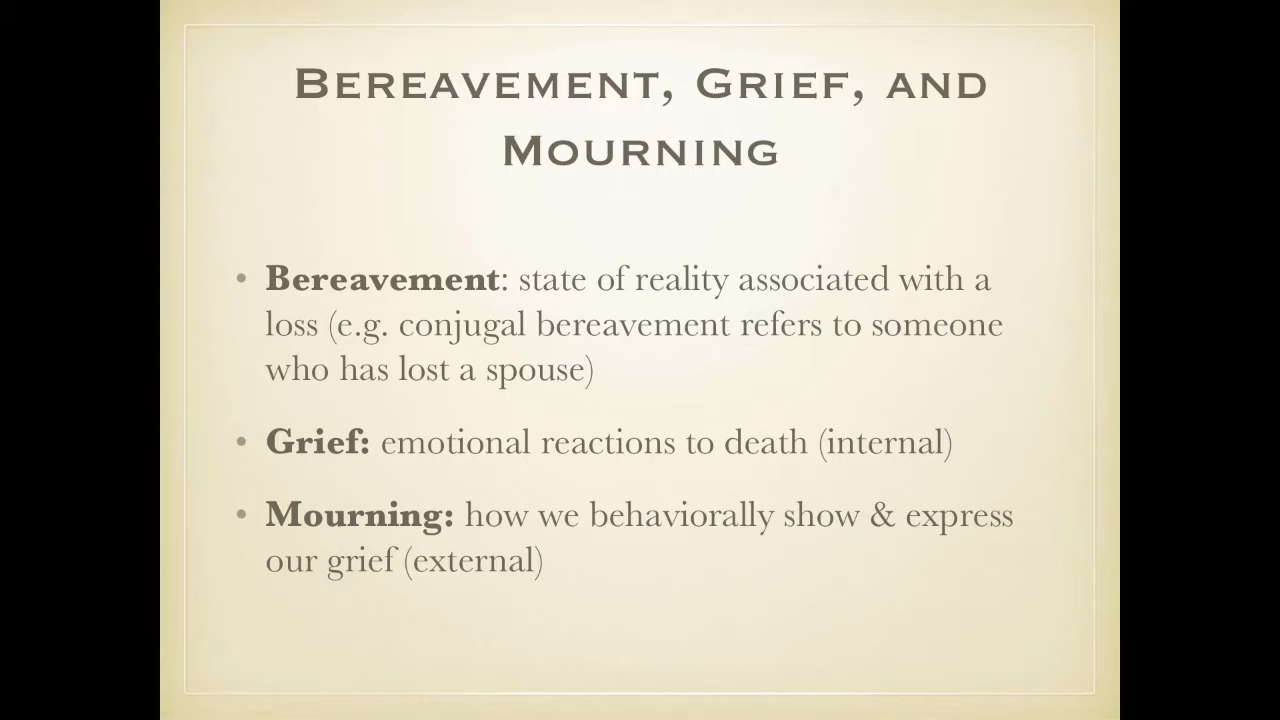 Bereavement, Grief, and
Mourning
• Bereavement: state of reality associated with a
loss (e.g. conjugal bereavement refers to someone
who has lost a spouse)
• Grief: emotional reactions to death (internal)
• Mourning: how we behaviorally show & express
our grief (external)